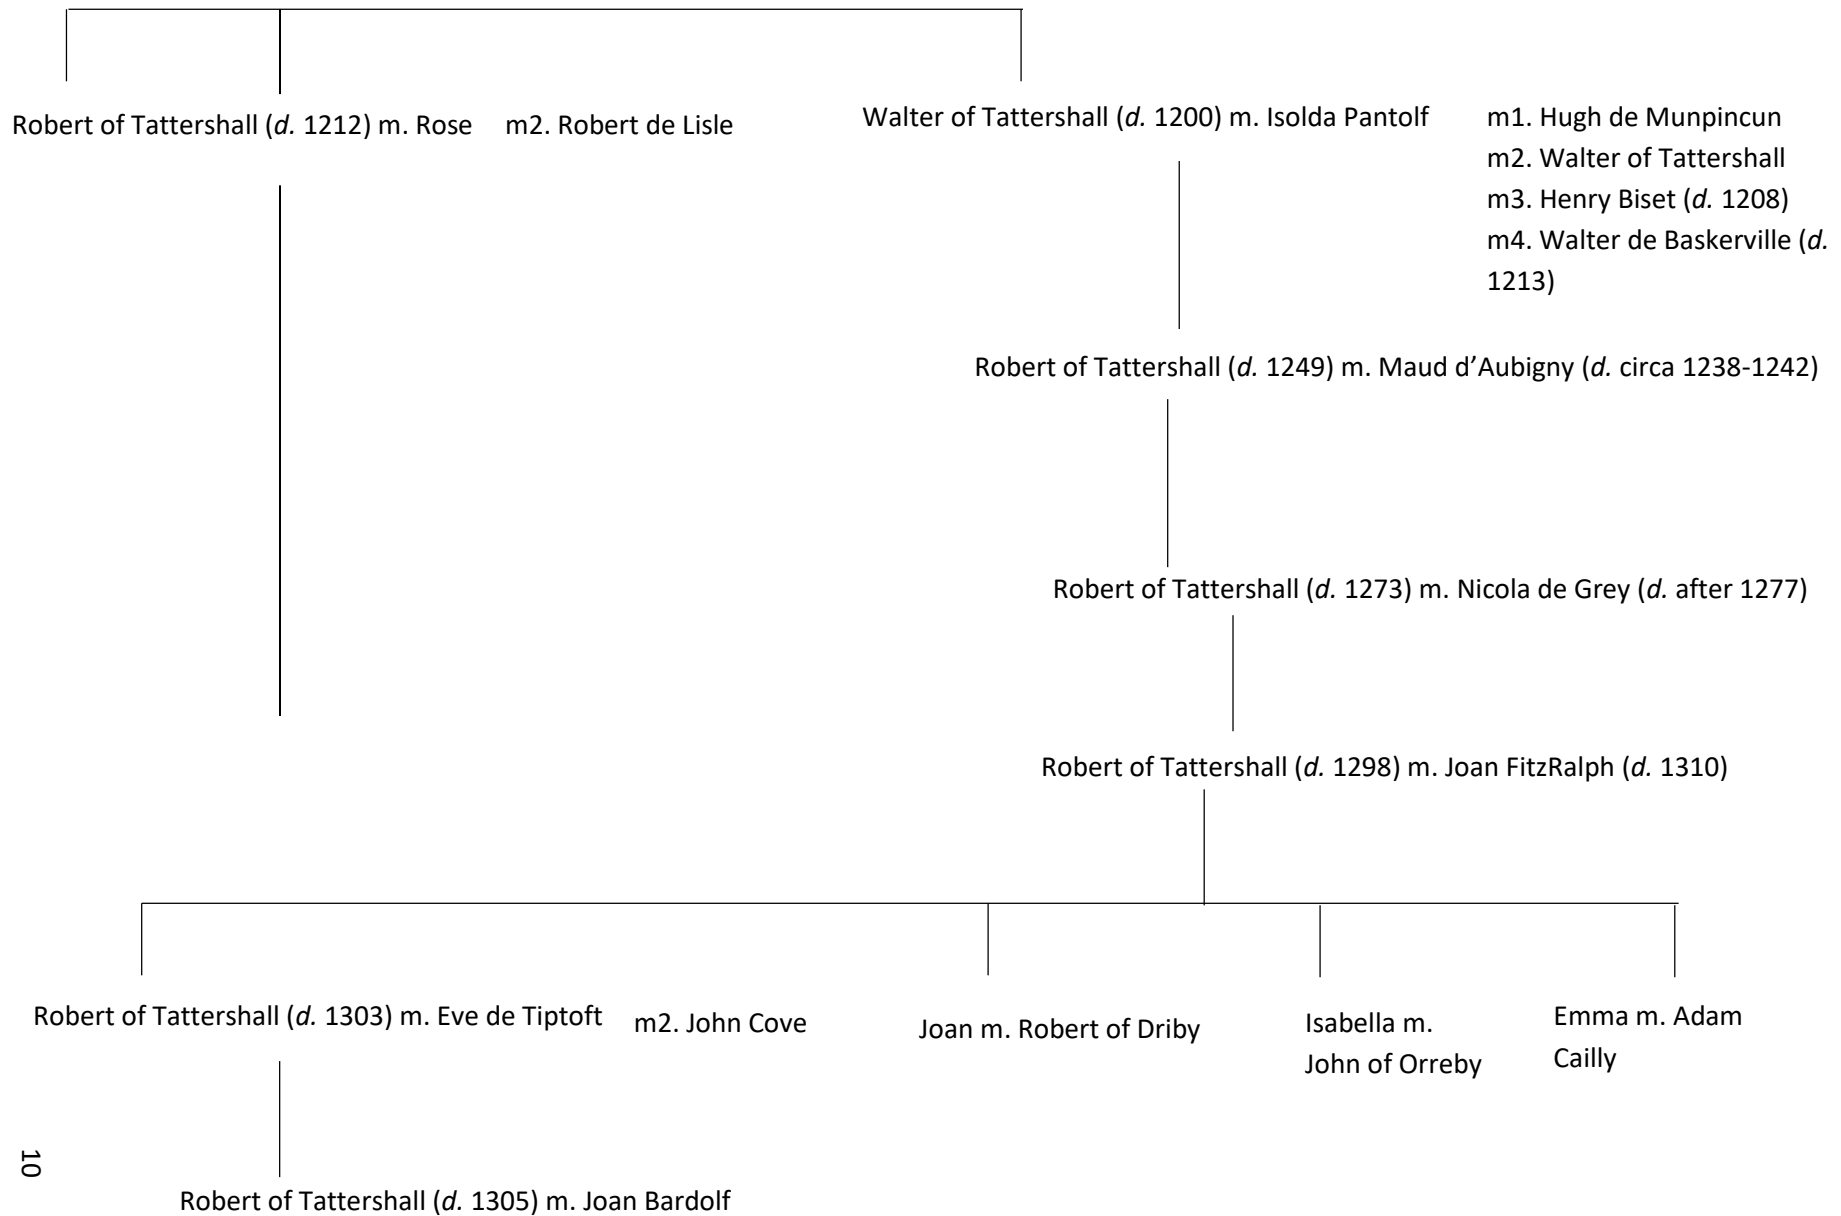 Robert of Tattershall (d. 1212) m. Rose m2. Robert de Lisle
Walter of Tattershall (d. 1200) m. Isolda Pantolf
m1. Hugh de Munpincun
m2. Walter of Tattershall
m3. Henry Biset (d. 1208)
m4. Walter de Baskerville (d.
1213)
Robert of Tattershall (d. 1249) m. Maud d’Aubigny (d. circa 1238-1242)
Robert of Tattershall (d. 1273) m. Nicola de Grey (d. after 1277)
Robert of Tattershall (d. 1298) m. Joan FitzRalph (d. 1310)
Robert of Tattershall (d. 1303) m. Eve de Tiptoft
m2. John Cove
Joan m. Robert of Driby
Isabella m.
John of Orreby
Emma m. Adam
Cailly
Robert of Tattershall (d. 1305) m. Joan Bardolf
10